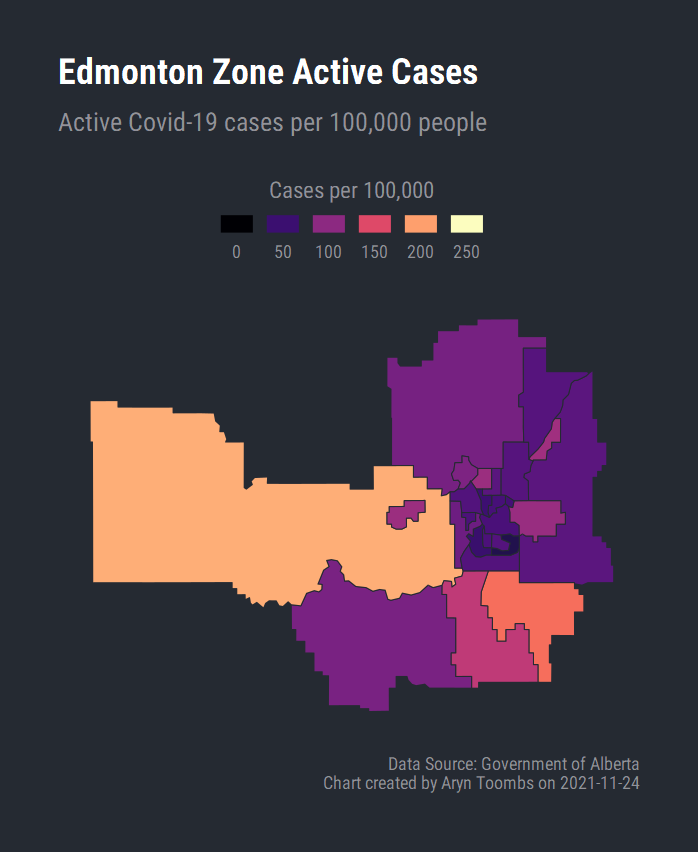 Edmonton Zone Active Cases
Active Covid-19 cases per 100,000 people
Cases per 100,000
0 50 100 150 200 250
Data Source: Government of Alberta
Chart created by Aryn Toombs on 2021-11-24